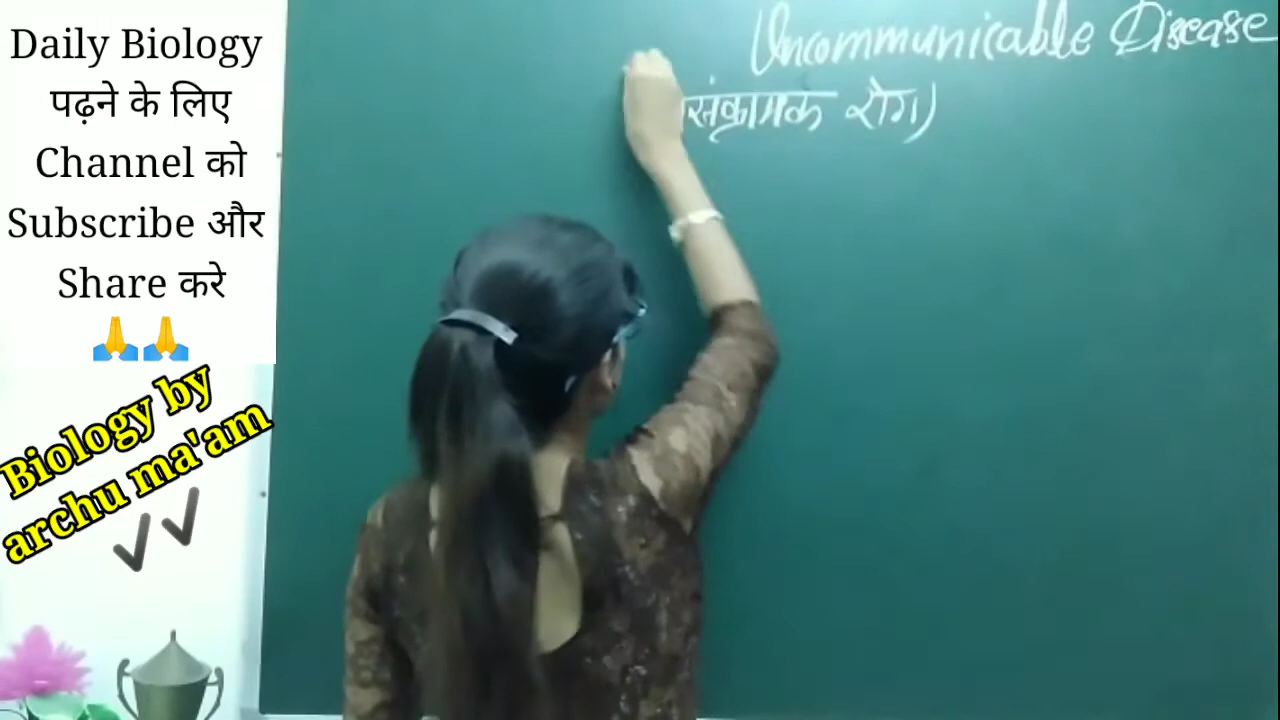 Daily Biology
पढ़ने के लिए
Channel को
Subscribe और
Share करे
🙏🙏
Biology by
archu ma'am
✓✓
Uncommunicable Disease
संक्रामक रोग)